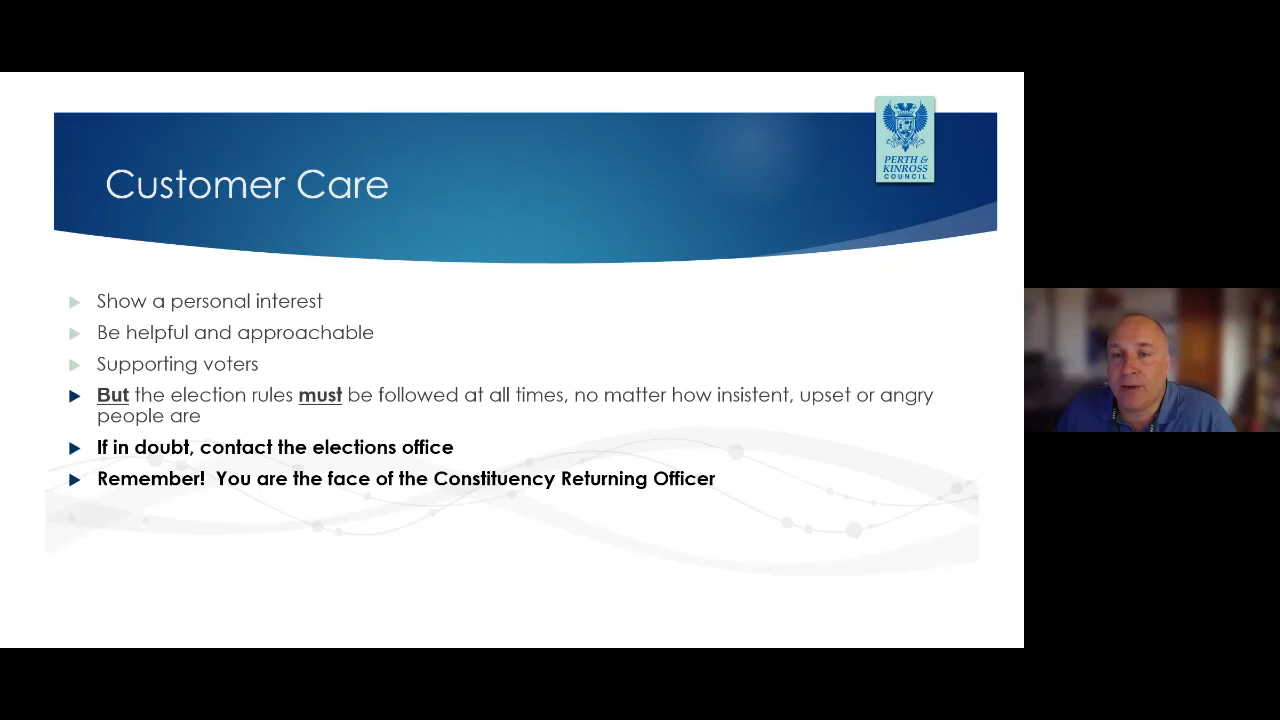 Customer Care
PERTH &
KINROSS
COUNCIL
Show a personal interest
Be helpful and approachable
Supporting voters
But the election rules must be followed at all times, no matter how insistent, upset or angry
people are
If in doubt, contact the elections office
Remember!  You are the face of the Constituency Returning Officer